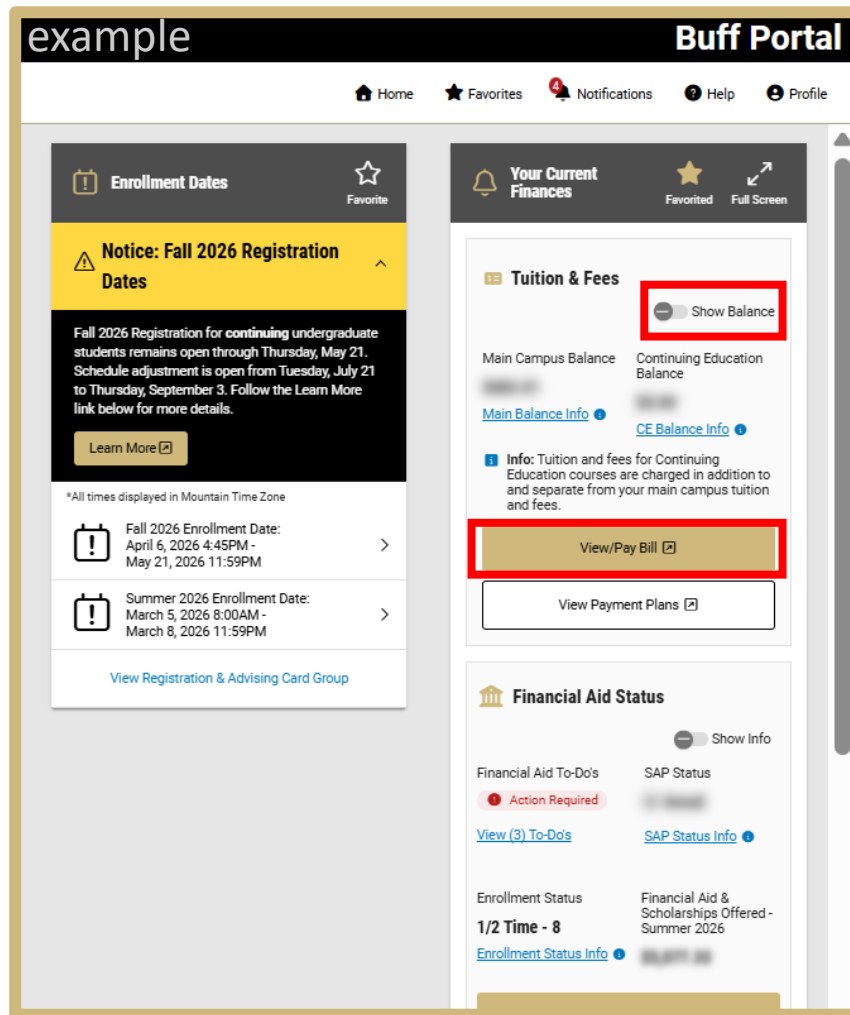 example
Buff Portal
Home
Favorites
4
Notifications
Help
Profile
Enrollment Dates
Favorite
Notice: Fall 2026 Registration
Dates
Fall 2026 Registration for continuing undergraduate
students remains open through Thursday, May 21.
Schedule adjustment is open from Tuesday, July 21
to Thursday, September 3. Follow the Learn More
link below for more details.
Learn More
*All times displayed in Mountain Time Zone
Fall 2026 Enrollment Date:
April 6, 2026 4:45PM -
May 21, 2026 11:59PM
Summer 2026 Enrollment Date:
March 5, 2026 8:00AM -
March 8, 2026 11:59PM
View Registration & Advising Card Group
Your Current
Finances
Favorited
Full Screen
Tuition & Fees
Show Balance
Main Campus Balance
Main Balance Info
Continuing Education
Balance
CE Balance Info
Info: Tuition and fees for Continuing
Education courses are charged in addition to
and separate from your main campus tuition
and fees.
View/Pay Bill
View Payment Plans
Financial Aid Status
Show Info
Financial Aid To-Do's
Action Required
View (3) To-Do's
SAP Status
SAP Status Info
Enrollment Status
1/2 Time - 8
Enrollment Status Info
Financial Aid &
Scholarships Offered -
Summer 2026